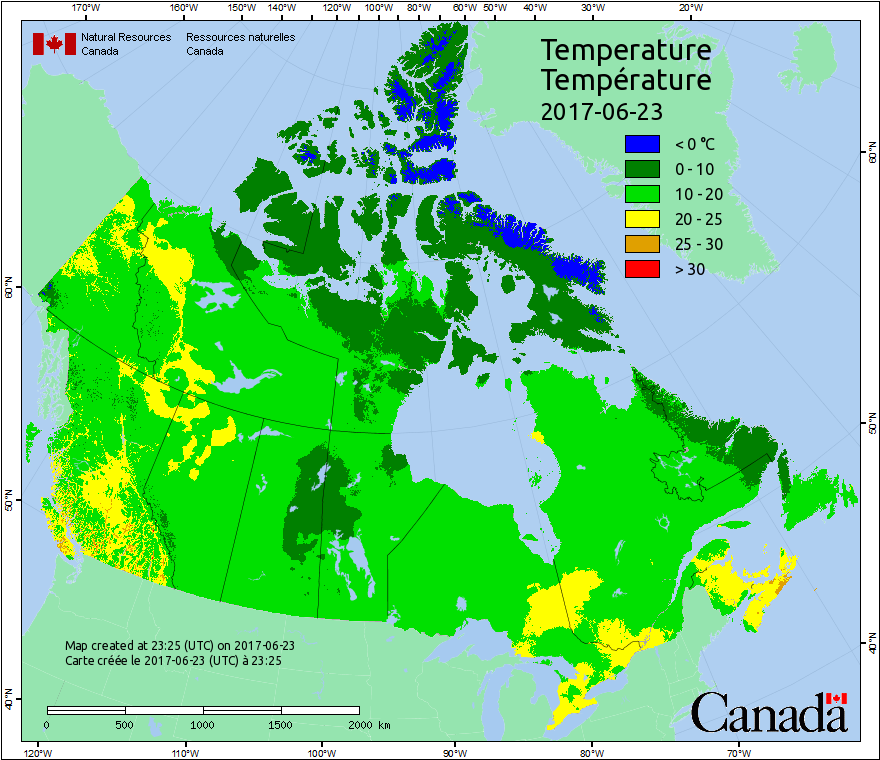 170°W 160°W 150°W 140°W 120°W 100°W 80°W 60°W 50°W 40°W 30°W 20°W
Natural Resources Ressources naturelles
Canada Canada
Temperature
Température
2017-06-23
< 0 °C
0 - 10
10 - 20
20 - 25
25 - 30
> 30
60°N
60°N
50°N
50°N
40°N
40°N
Map created at 23:25 (UTC) on 2017-06-23
Carte créée le 2017-06-23 (UTC) à 23:25
0 500 1000 1500 2000 km
Canada
120°W 110°W 100°W 90°W 80°W 70°W